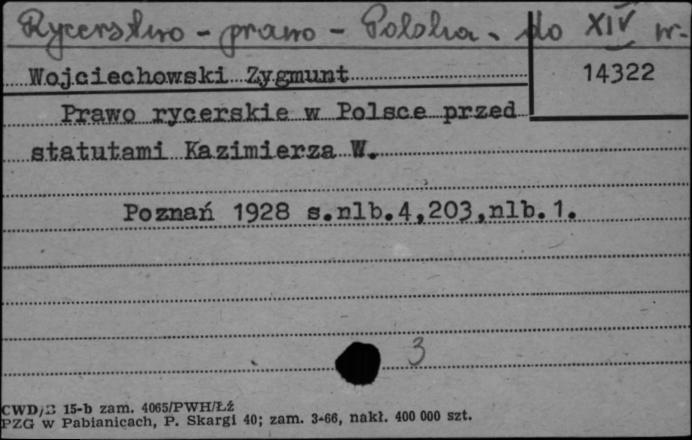 Rycerstwo - prawo - Polska - do XIV w.
Wojciechowski Zygmunt
14322
Prawo rycerskie w Polsce przed
statutami Kazimierza W.
Poznań 1928 s.nlb.4,203,nlb.1.
3
CWD/B 15-b zam. 4065/PWH/Łź
PZG w Pabianicach, P. Skargi 40; zam. 3-66, nakł. 400 000 szt.